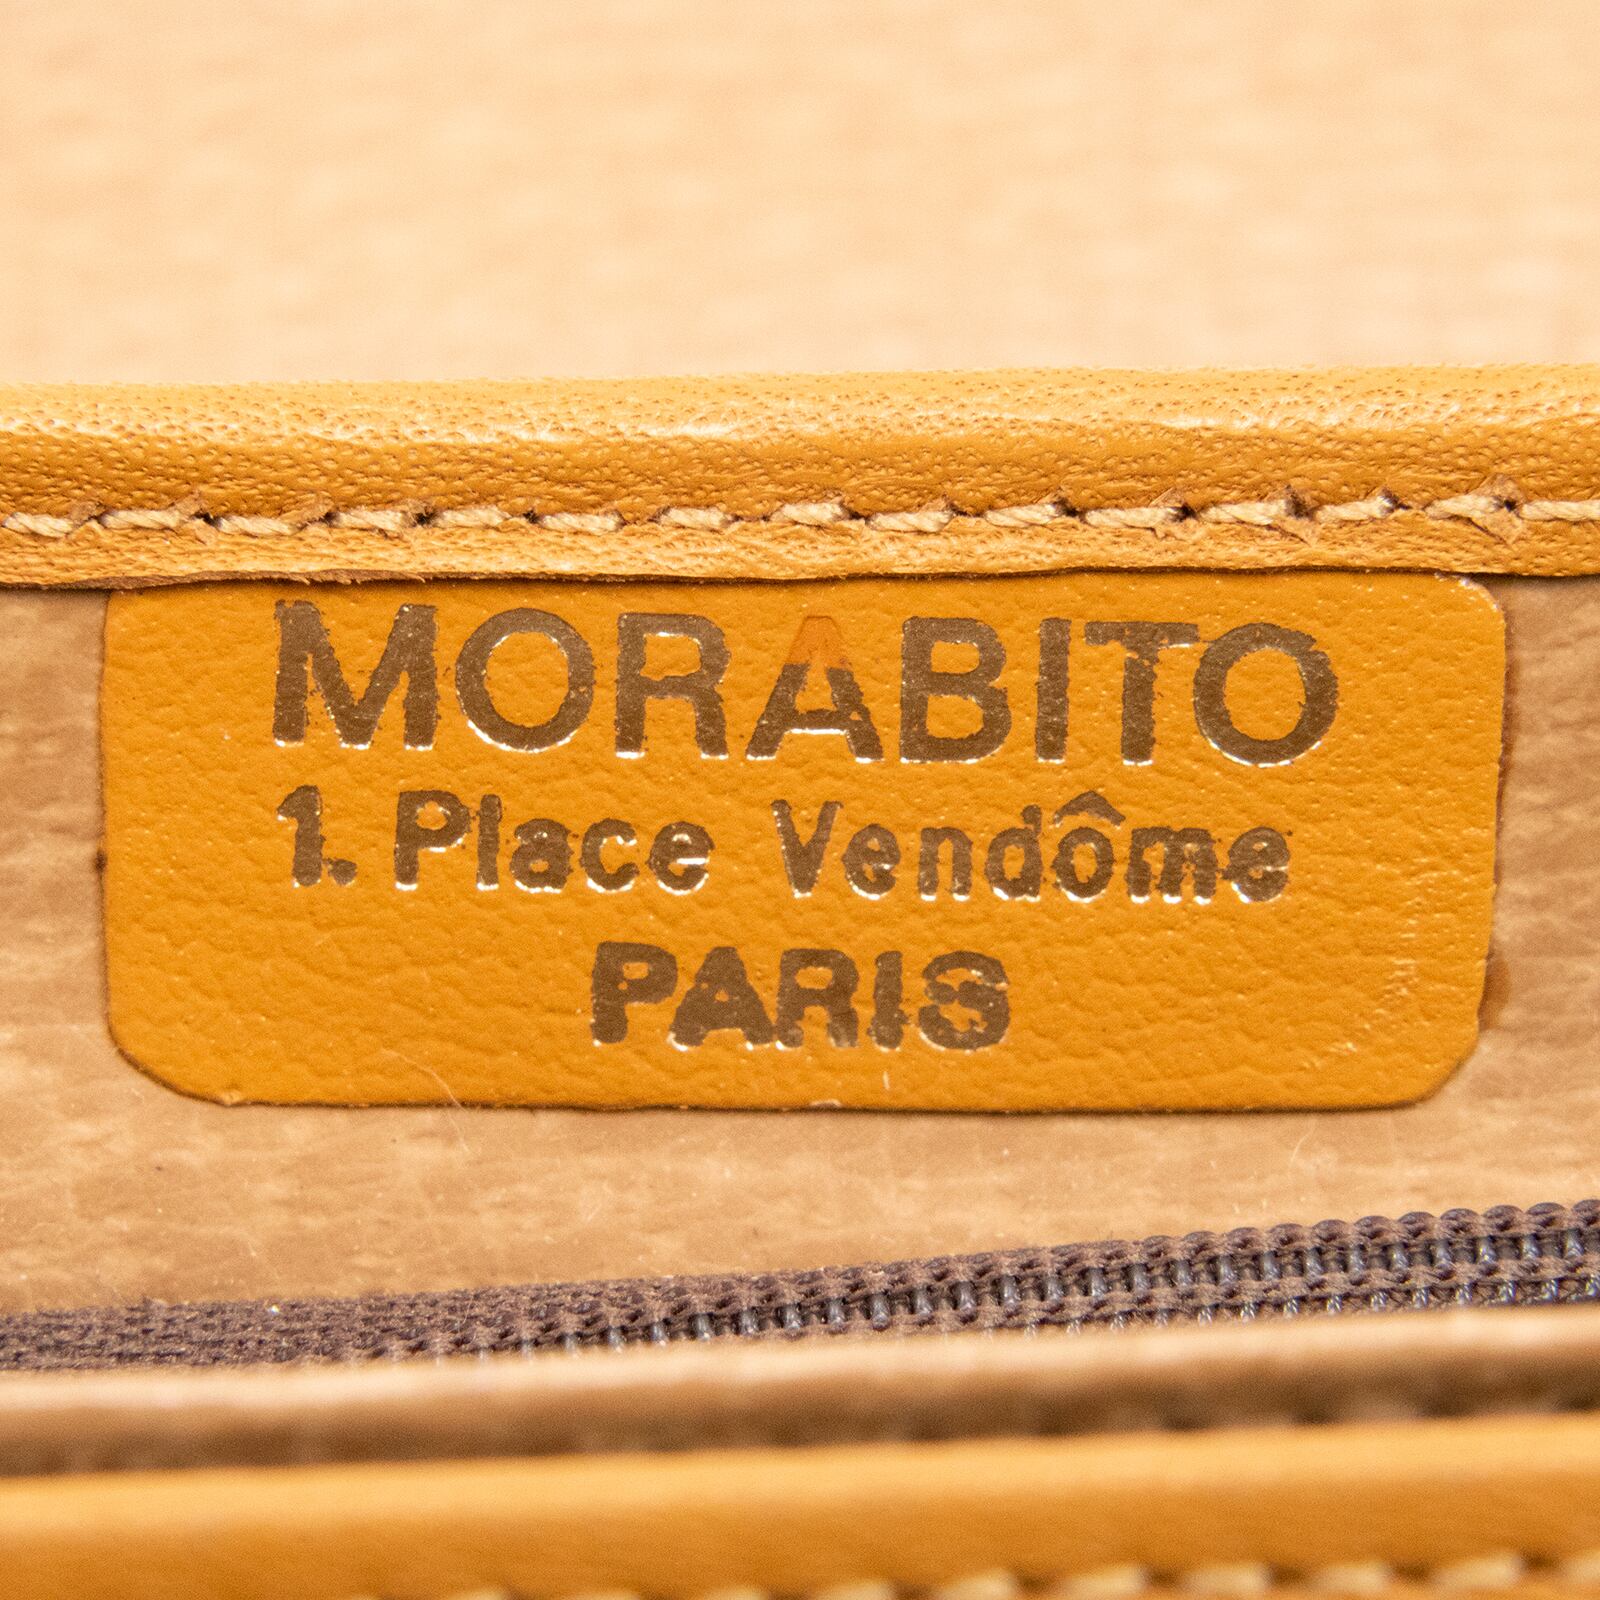 MORABITO
1. Place Vendôme
PARIS